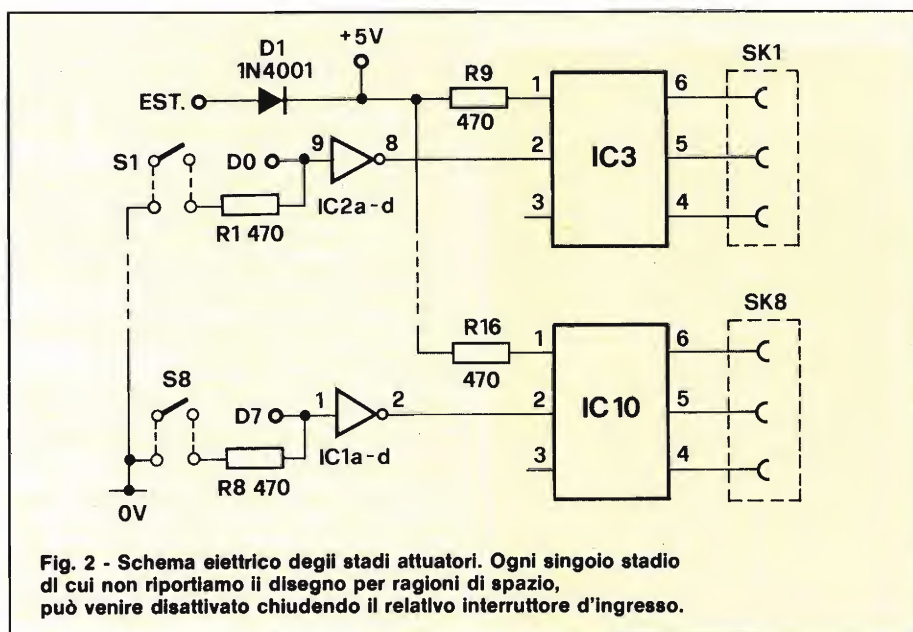 +5V
D1
1N4001
EST.
R9
470
1
2
3
IC3
6
5
4
SK1
S1
D0
9
8
IC2a-d
R1 470
R16
470
1
2
3
IC10
6
5
4
SK8
S8
D7
1
2
IC1a-d
R8 470
0V
Fig. 2 - Schema elettrico degli stadi attuatori. Ogni singolo stadio
di cui non riportiamo il disegno per ragioni di spazio,
può venire disattivato chiudendo il relativo interruttore d'ingresso.